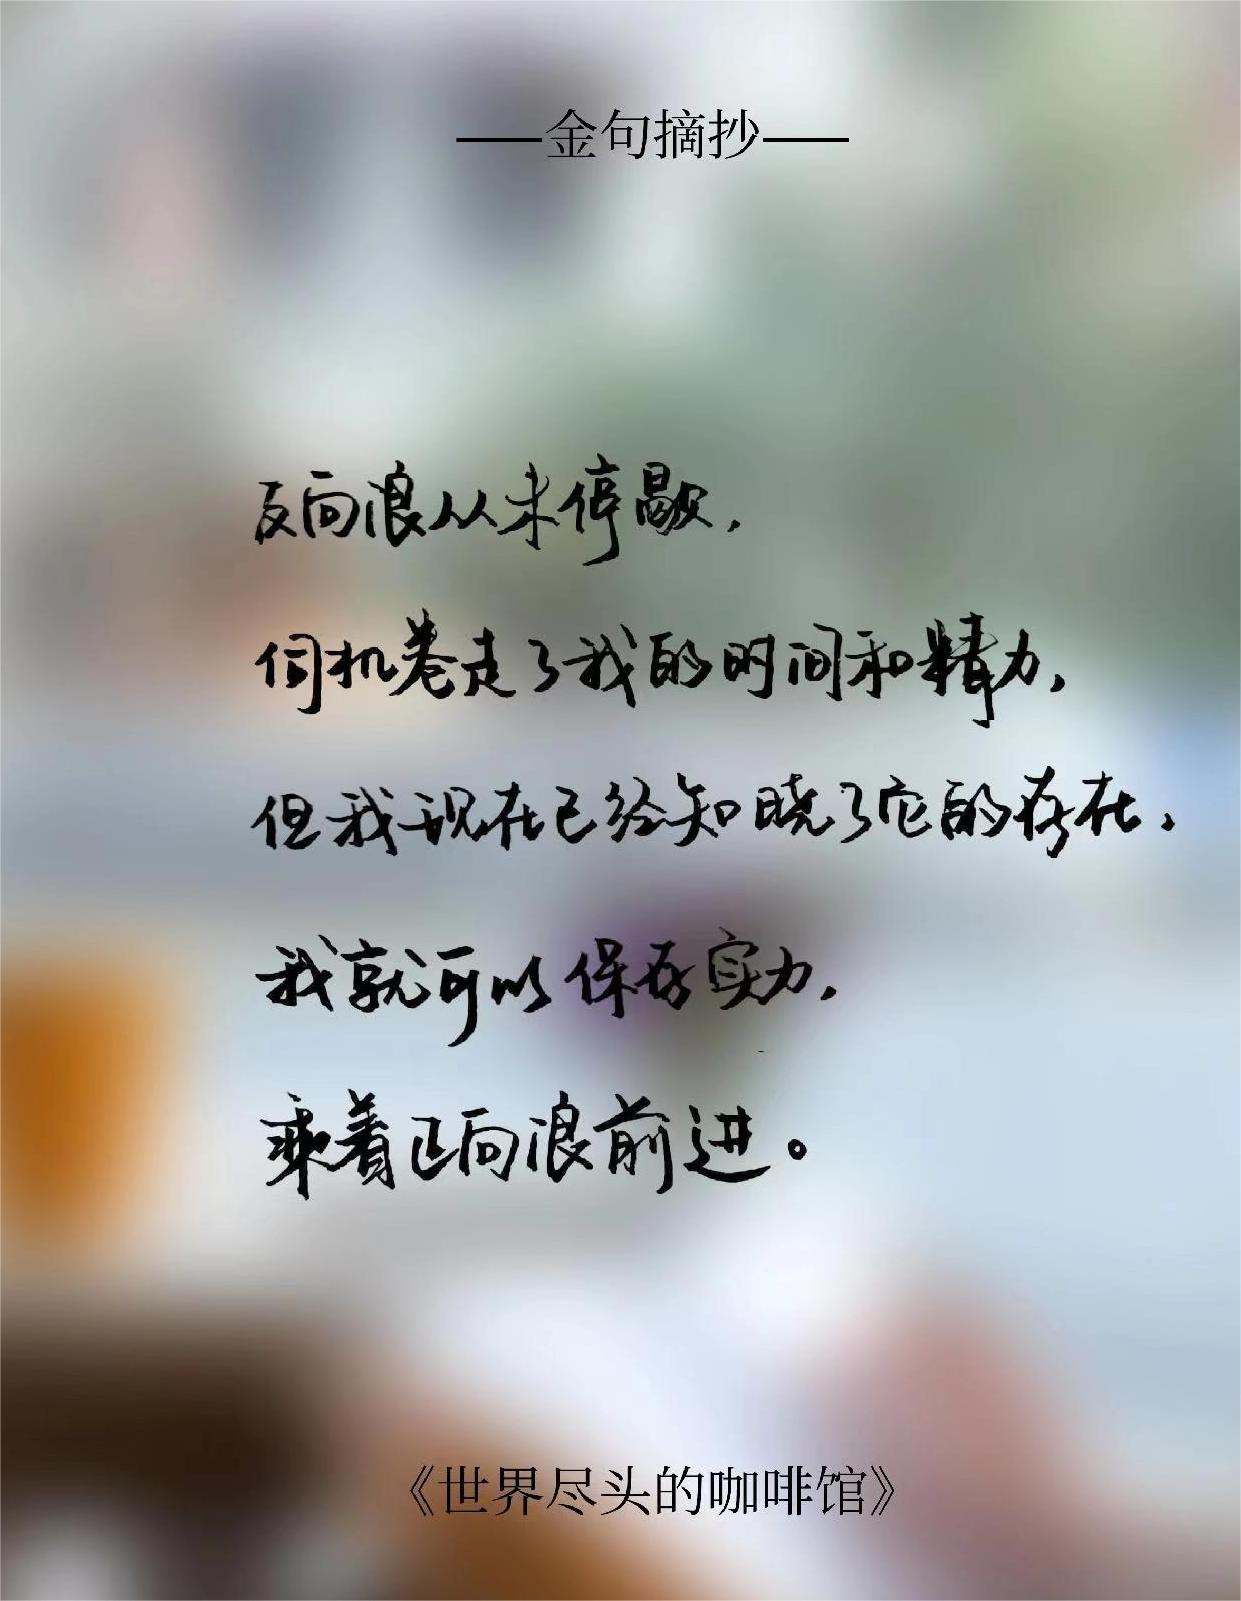 ——金句摘抄——
反向浪从未停歇，
伺机卷走了我的时间和精力，
但我现在已经知晓了它的存在，
我就可以保存实力，
乘着正向浪前进。
《世界尽头的咖啡馆》